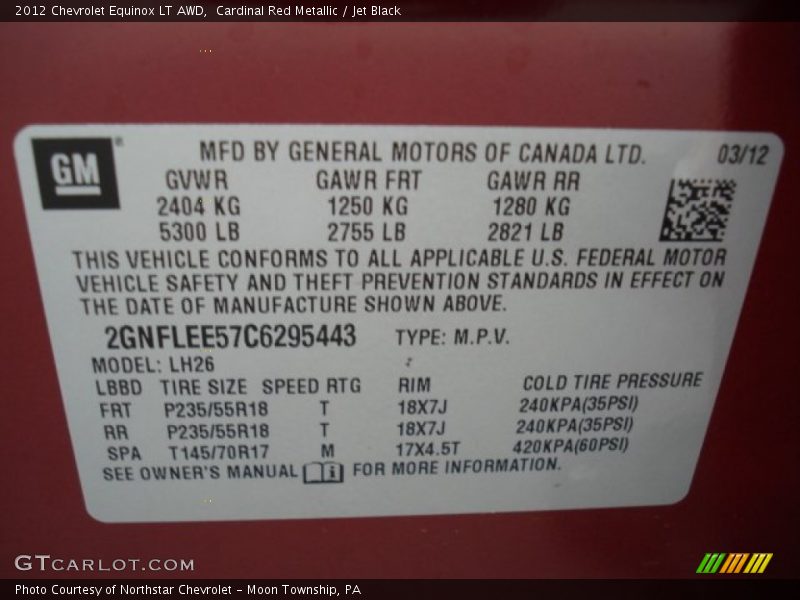 2012 Chevrolet Equinox LT AWD,  Cardinal Red Metallic / Jet Black
GM®
MFD BY GENERAL MOTORS OF CANADA LTD. 03/12
GVWR GAWR FRT GAWR RR
2404 KG 1250 KG 1280 KG
5300 LB 2755 LB 2821 LB
THIS VEHICLE CONFORMS TO ALL APPLICABLE U.S. FEDERAL MOTOR
VEHICLE SAFETY AND THEFT PREVENTION STANDARDS IN EFFECT ON
THE DATE OF MANUFACTURE SHOWN ABOVE.
2GNFLEE57C6295443 TYPE: M.P.V.
MODEL: LH26
LBBD TIRE SIZE SPEED RTG RIM COLD TIRE PRESSURE
FRT P235/55R18 T 18X7J 240KPA(35PSI)
RR P235/55R18 T 18X7J 240KPA(35PSI)
SPA T145/70R17 M 17X4.5T 420KPA(60PSI)
SEE OWNER'S MANUAL i FOR MORE INFORMATION.
GTCARLOT.COM
Photo Courtesy of Northstar Chevrolet - Moon Township, PA